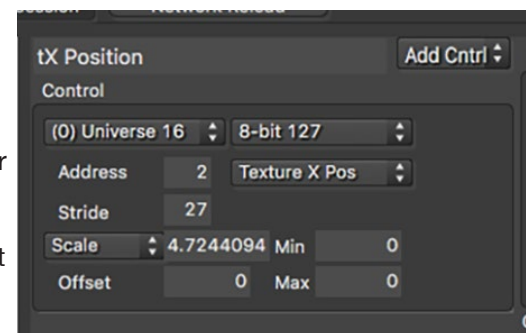 tX Position Add Cntrl
Control
(0) Universe 16 8-bit 127
Address 2 Texture X Pos
Stride 27
Scale 4.7244094 Min 0
Offset 0 Max 0